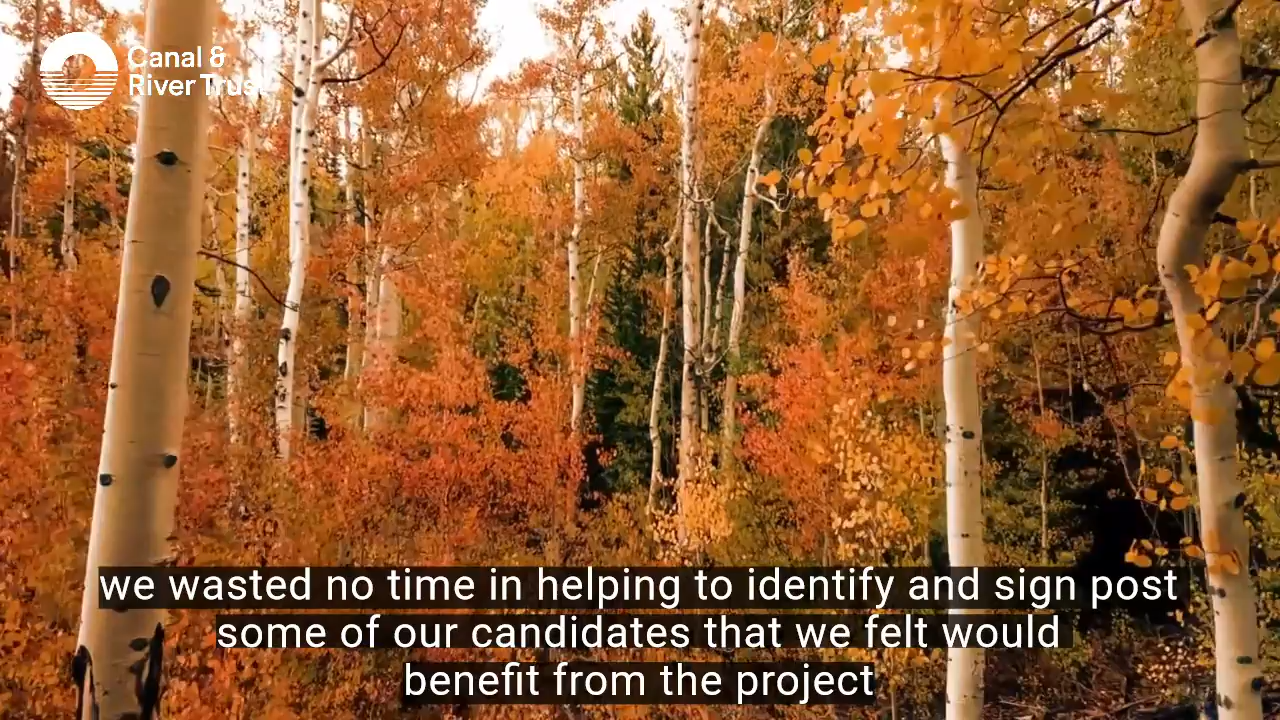 Canal &
River Trust
we wasted no time in helping to identify and sign post
some of our candidates that we felt would
benefit from the project